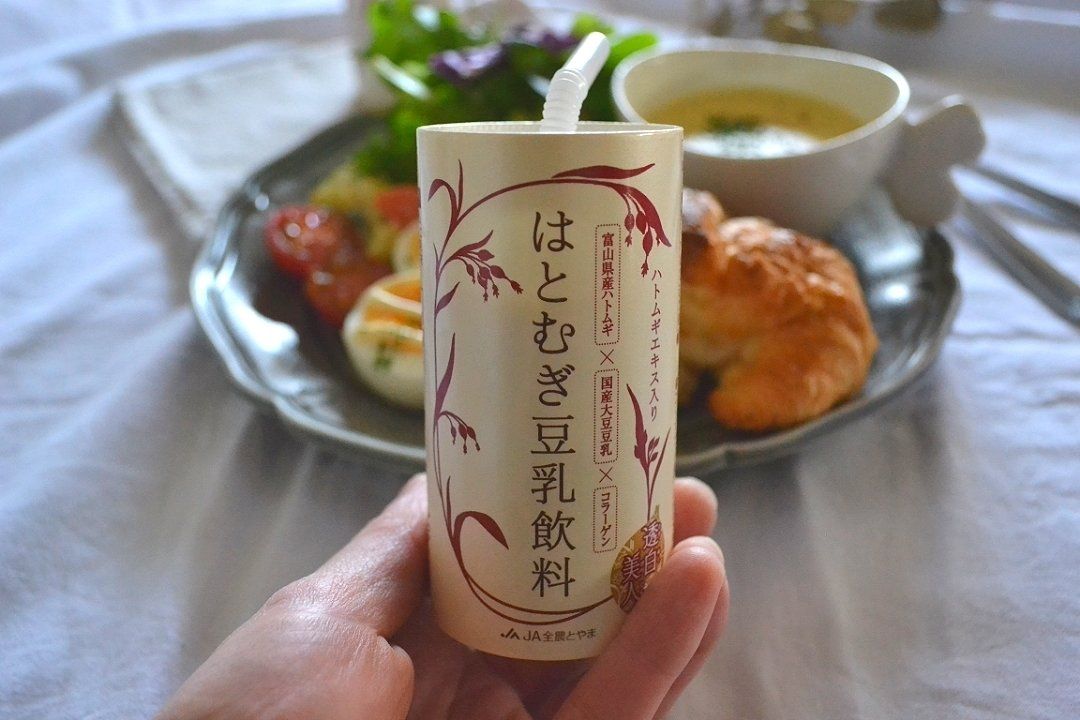 ハトムギエキス入り
富山県産ハトムギ×国産大豆豆乳×コラーゲン
はとむぎ豆乳飲料
透白美人
JA JA全農とやま